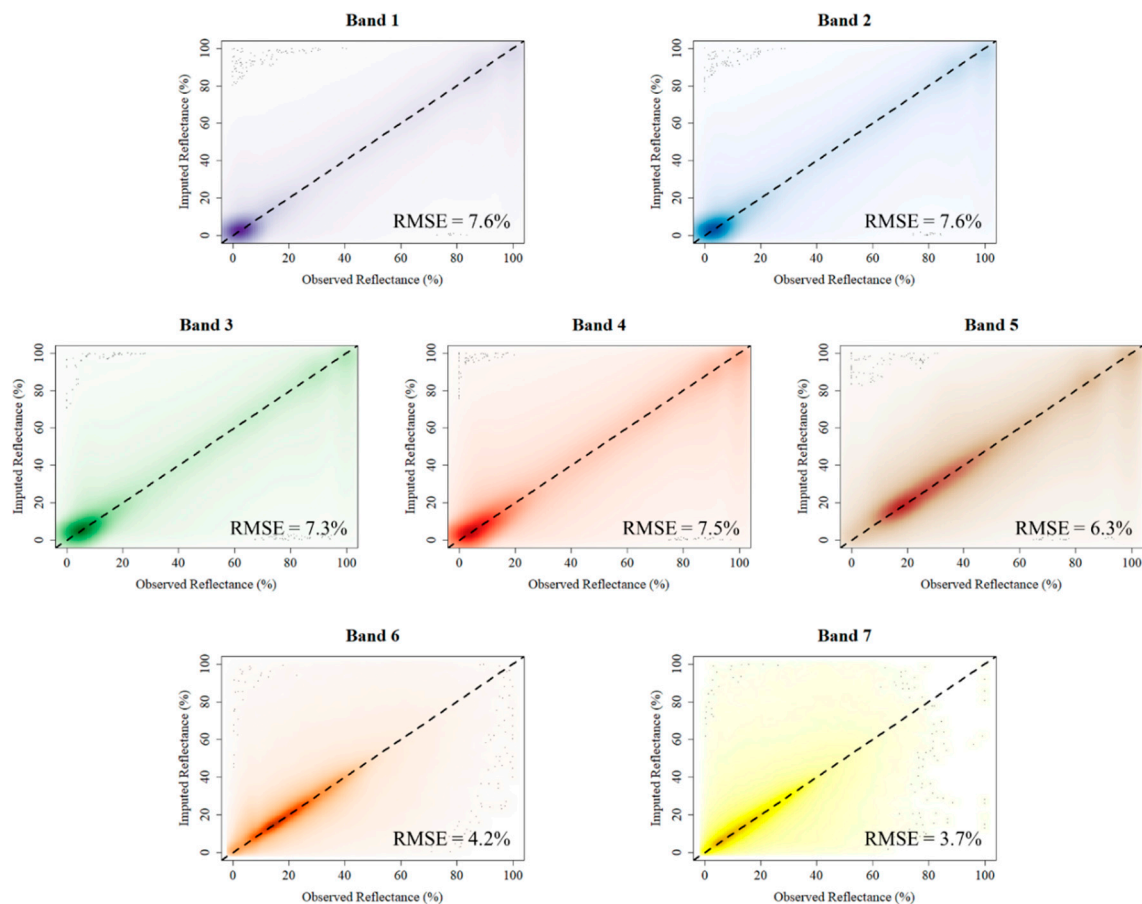 Band 1
Imputed Reflectance (%)
100
80
60
40
20
0
RMSE = 7.6%
0 20 40 60 80 100
Observed Reflectance (%)
Band 2
Imputed Reflectance (%)
100
80
60
40
20
0
RMSE = 7.6%
0 20 40 60 80 100
Observed Reflectance (%)
Band 3
Imputed Reflectance (%)
100
80
60
40
20
0
RMSE = 7.3%
0 20 40 60 80 100
Observed Reflectance (%)
Band 4
Imputed Reflectance (%)
100
80
60
40
20
0
RMSE = 7.5%
0 20 40 60 80 100
Observed Reflectance (%)
Band 5
Imputed Reflectance (%)
100
80
60
40
20
0
RMSE = 6.3%
0 20 40 60 80 100
Observed Reflectance (%)
Band 6
Imputed Reflectance (%)
100
80
60
40
20
0
RMSE = 4.2%
0 20 40 60 80 100
Observed Reflectance (%)
Band 7
Imputed Reflectance (%)
100
80
60
40
20
0
RMSE = 3.7%
0 20 40 60 80 100
Observed Reflectance (%)